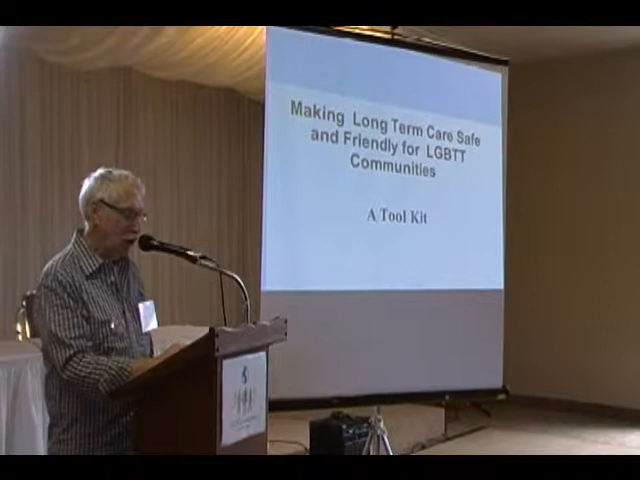 Making Long Term Care Safe
and Friendly for LGBTT
Communities
A Tool Kit